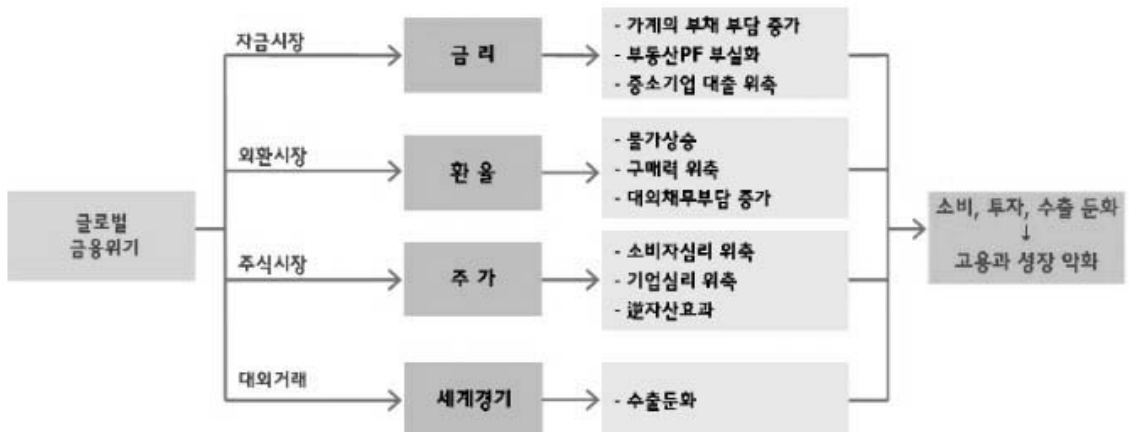 글로벌
금융위기
자금시장
금 리
- 가계의 부채 부담 증가
- 부동산PF 부실화
- 중소기업 대출 위축
외환시장
환 율
- 물가상승
- 구매력 위축
- 대외채무부담 증가
주식시장
주 가
- 소비자심리 위축
- 기업심리 위축
- 逆자산효과
대외거래
세계경기
- 수출둔화
소비, 투자, 수출 둔화
↓
고용과 성장 악화